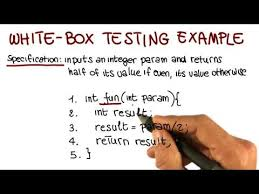 WHITE-BOX TESTING EXAMPLE
Specification: inputs an integer param and returns
half of its value if even, its value otherwise
1. int fun(int param){
2. int result;
3. result = param/2;
4. return result;
5. }